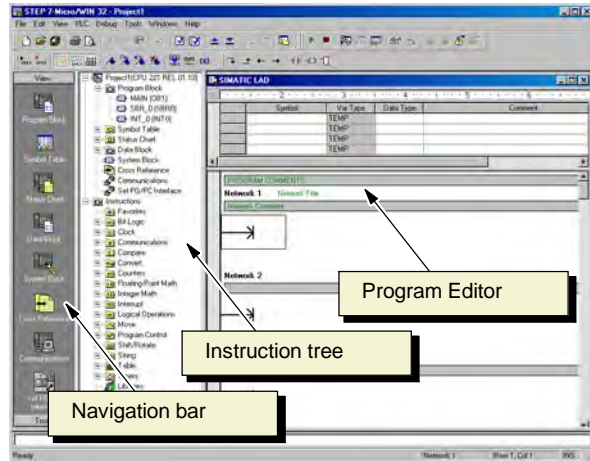 STEP 7-Micro/WIN 32 - Project1
File Edit View PLC Debug Tools Windows Help
View
Program Block
Symbol Table
Status Chart
Data Block
System Block
Cross Reference
Communications
Project1(CPU 221 REL 01.10)
Program Block
MAIN (OB1)
SBR_0 (SBR0)
INT_0 (INT0)
Symbol Table
Status Chart
Data Block
System Block
Cross Reference
Communications
Set PG/PC Interface
Instructions
Favorites
Bit Logic
Clock
Communications
Compare
Convert
Counters
Floating-Point Math
Integer Math
Interrupt
Logical Operations
Move
Program Control
Shift/Rotate
String
Table
SIMATIC LAD
Symbol Var Type Data Type Comment
TEMP
TEMP
TEMP
TEMP
PROGRAM COMMENTS
Network 1 Network Title
Network Comment
Network 2
Program Editor
Instruction tree
Navigation bar
Ready
Network 1
Row 1, Col 1
INS